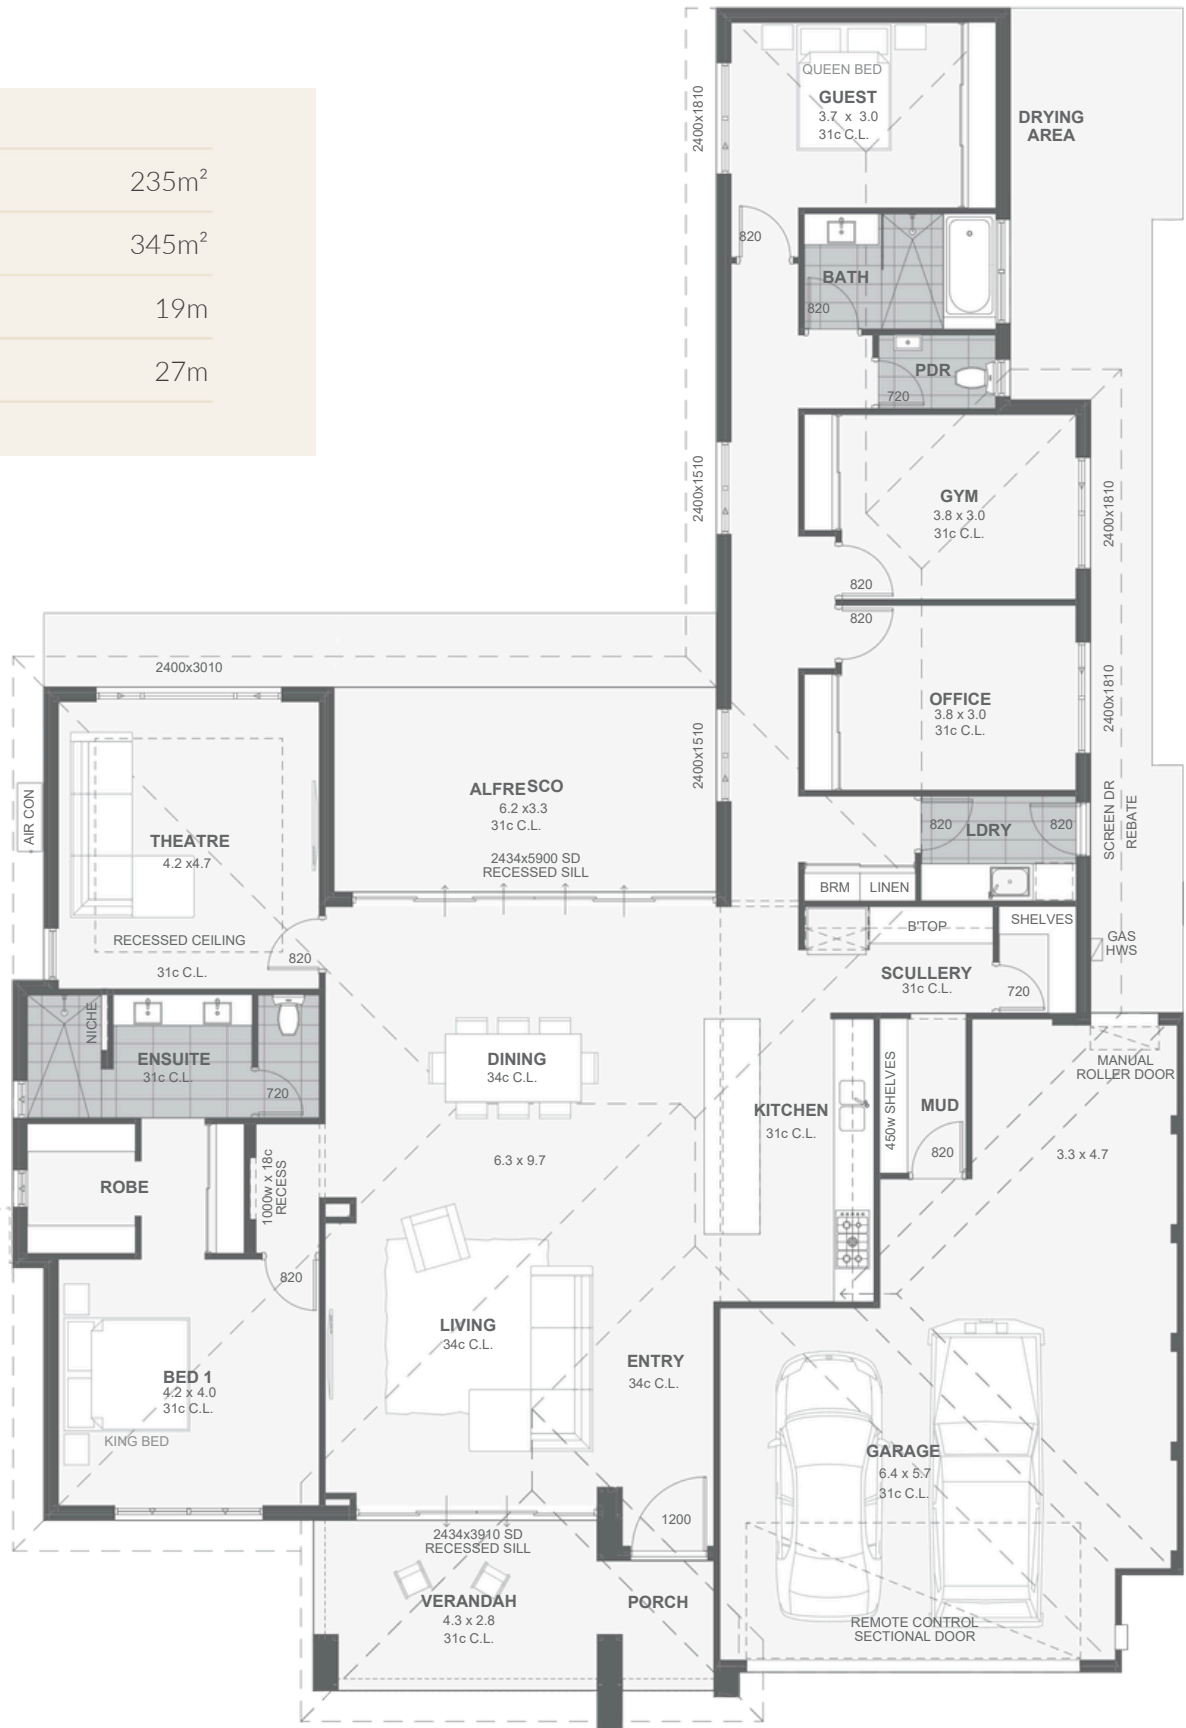 235m²
345m²
19m
27m
2400x1810
QUEEN BED
GUEST
3.7 x 3.0
31c C.L.
DRYING
AREA
820
BATH
820
PDR
720
2400x1510
GYM
3.8 x 3.0
31c C.L.
2400x1810
820
820
OFFICE
3.8 x 3.0
31c C.L.
2400x1810
2400x3010
2400x1510
ALFRESCO
6.2 x3.3
31c C.L.
2434x5900 SD
RECESSED SILL
AIR CON
THEATRE
4.2 x4.7
RECESSED CEILING
31c C.L.
820
820
LDRY
820
SCREEN DR
REBATE
BRM
LINEN
B'TOP
SHELVES
SCULLERY
31c C.L.
720
GAS
HWS
NICHE
ENSUITE
31c C.L.
720
DINING
34c C.L.
KITCHEN
31c C.L.
450w SHELVES
MUD
820
MANUAL
ROLLER DOOR
3.3 x 4.7
6.3 x 9.7
ROBE
1000w x 18c
RECESS
820
LIVING
34c C.L.
ENTRY
34c C.L.
BED 1
4.2 x 4.0
31c C.L.
KING BED
GARAGE
6.4 x 5.7
31c C.L.
1200
2434x3910 SD
RECESSED SILL
VERANDAH
4.3 x 2.8
31c C.L.
PORCH
REMOTE CONTROL
SECTIONAL DOOR